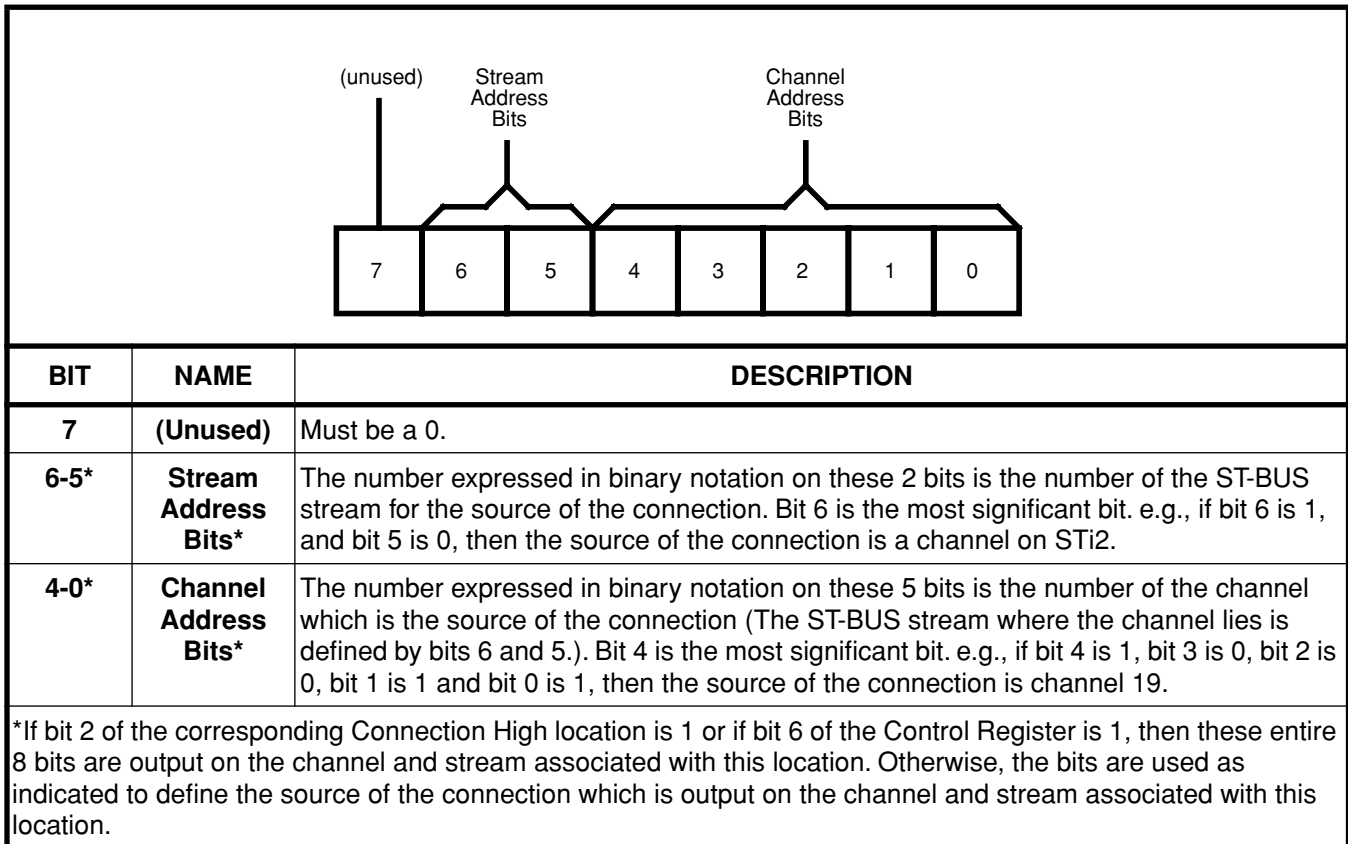 (unused)
Stream
Address
Bits
Channel
Address
Bits
7 6 5 4 3 2 1 0
BIT NAME DESCRIPTION
7 (Unused) Must be a 0.
6-5* Stream Address Bits* The number expressed in binary notation on these 2 bits is the number of the ST-BUS
stream for the source of the connection. Bit 6 is the most significant bit. e.g., if bit 6 is 1,
and bit 5 is 0, then the source of the connection is a channel on STi2.
4-0* Channel Address Bits* The number expressed in binary notation on these 5 bits is the number of the channel
which is the source of the connection (The ST-BUS stream where the channel lies is
defined by bits 6 and 5.). Bit 4 is the most significant bit. e.g., if bit 4 is 1, bit 3 is 0, bit 2 is
0, bit 1 is 1 and bit 0 is 1, then the source of the connection is channel 19.
*If bit 2 of the corresponding Connection High location is 1 or if bit 6 of the Control Register is 1, then these entire
8 bits are output on the channel and stream associated with this location. Otherwise, the bits are used as
indicated to define the source of the connection which is output on the channel and stream associated with this
location.